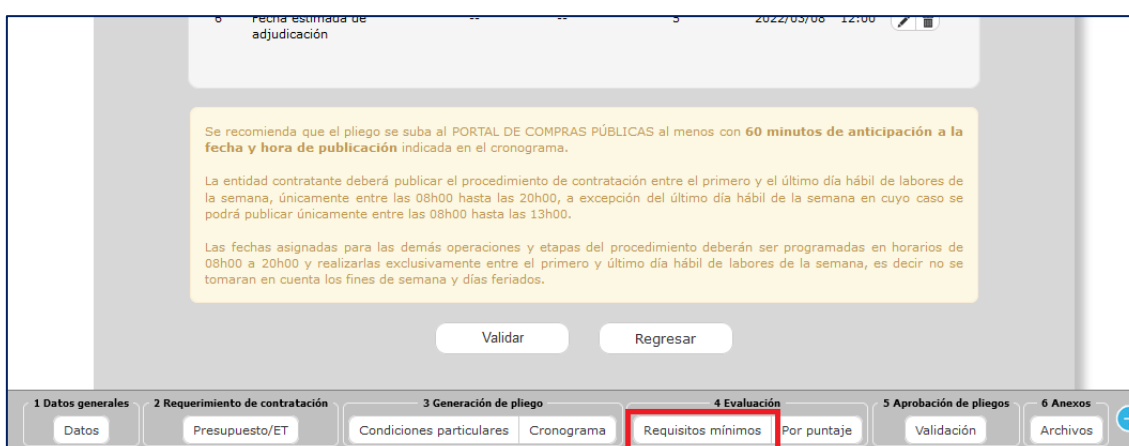 6 Fecha estimada de -- -- 5 2022/03/08 12:00
adjudicación
Se recomienda que el pliego se suba al PORTAL DE COMPRAS PÚBLICAS al menos con 60 minutos de anticipación a la
fecha y hora de publicación indicada en el cronograma.
La entidad contratante deberá publicar el procedimiento de contratación entre el primero y el último día hábil de labores de
la semana, únicamente entre las 08h00 hasta las 20h00, a excepción del último día hábil de la semana en cuyo caso se
podrá publicar únicamente entre las 08h00 hasta las 13h00.
Las fechas asignadas para las demás operaciones y etapas del procedimiento deberán ser programadas en horarios de
08h00 a 20h00 y realizarlas exclusivamente entre el primero y último día hábil de labores de la semana, es decir no se
tomaran en cuenta los fines de semana y días feriados.
Validar Regresar
1 Datos generales 2 Requerimiento de contratación 3 Generación de pliego 4 Evaluación 5 Aprobación de pliegos 6 Anexos
Datos Presupuesto/ET Condiciones particulares Cronograma Requisitos mínimos Por puntaje Validación Archivos